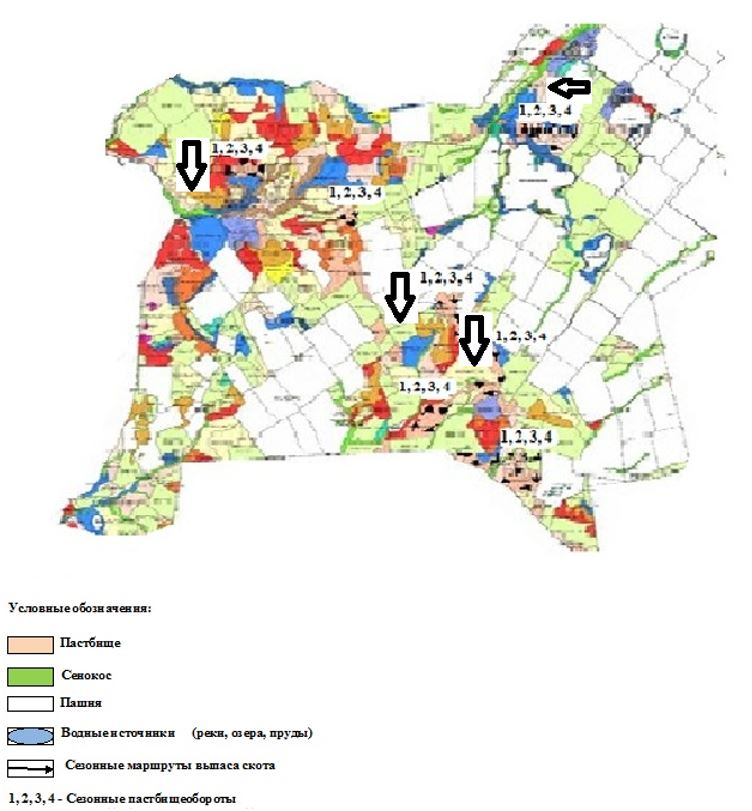 1, 2, 3, 4
1, 2, 3, 4
1, 2, 3, 4
1, 2, 3, 4
1, 2, 3, 4
1, 2, 3, 4
1, 2, 3, 4
Условные обозначения:
Пастбище
Сенокос
Пашня
Водные источники (реки, озера, пруды)
Сезонные маршруты выпаса скота
1, 2, 3, 4 - Сезонные пастбищеобороты